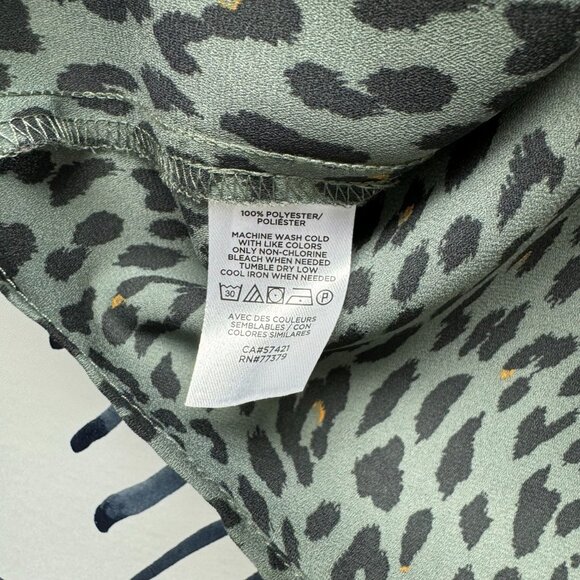 100% POLYESTER/
POLIÉSTER
MACHINE WASH COLD
WITH LIKE COLORS
ONLY NON-CHLORINE
BLEACH WHEN NEEDED
TUMBLE DRY LOW
COOL IRON WHEN NEEDED
30 P
AVEC DES COULEURS
SEMBLABLES / CON
COLORES SIMILARES
CA#57421
RN#77379